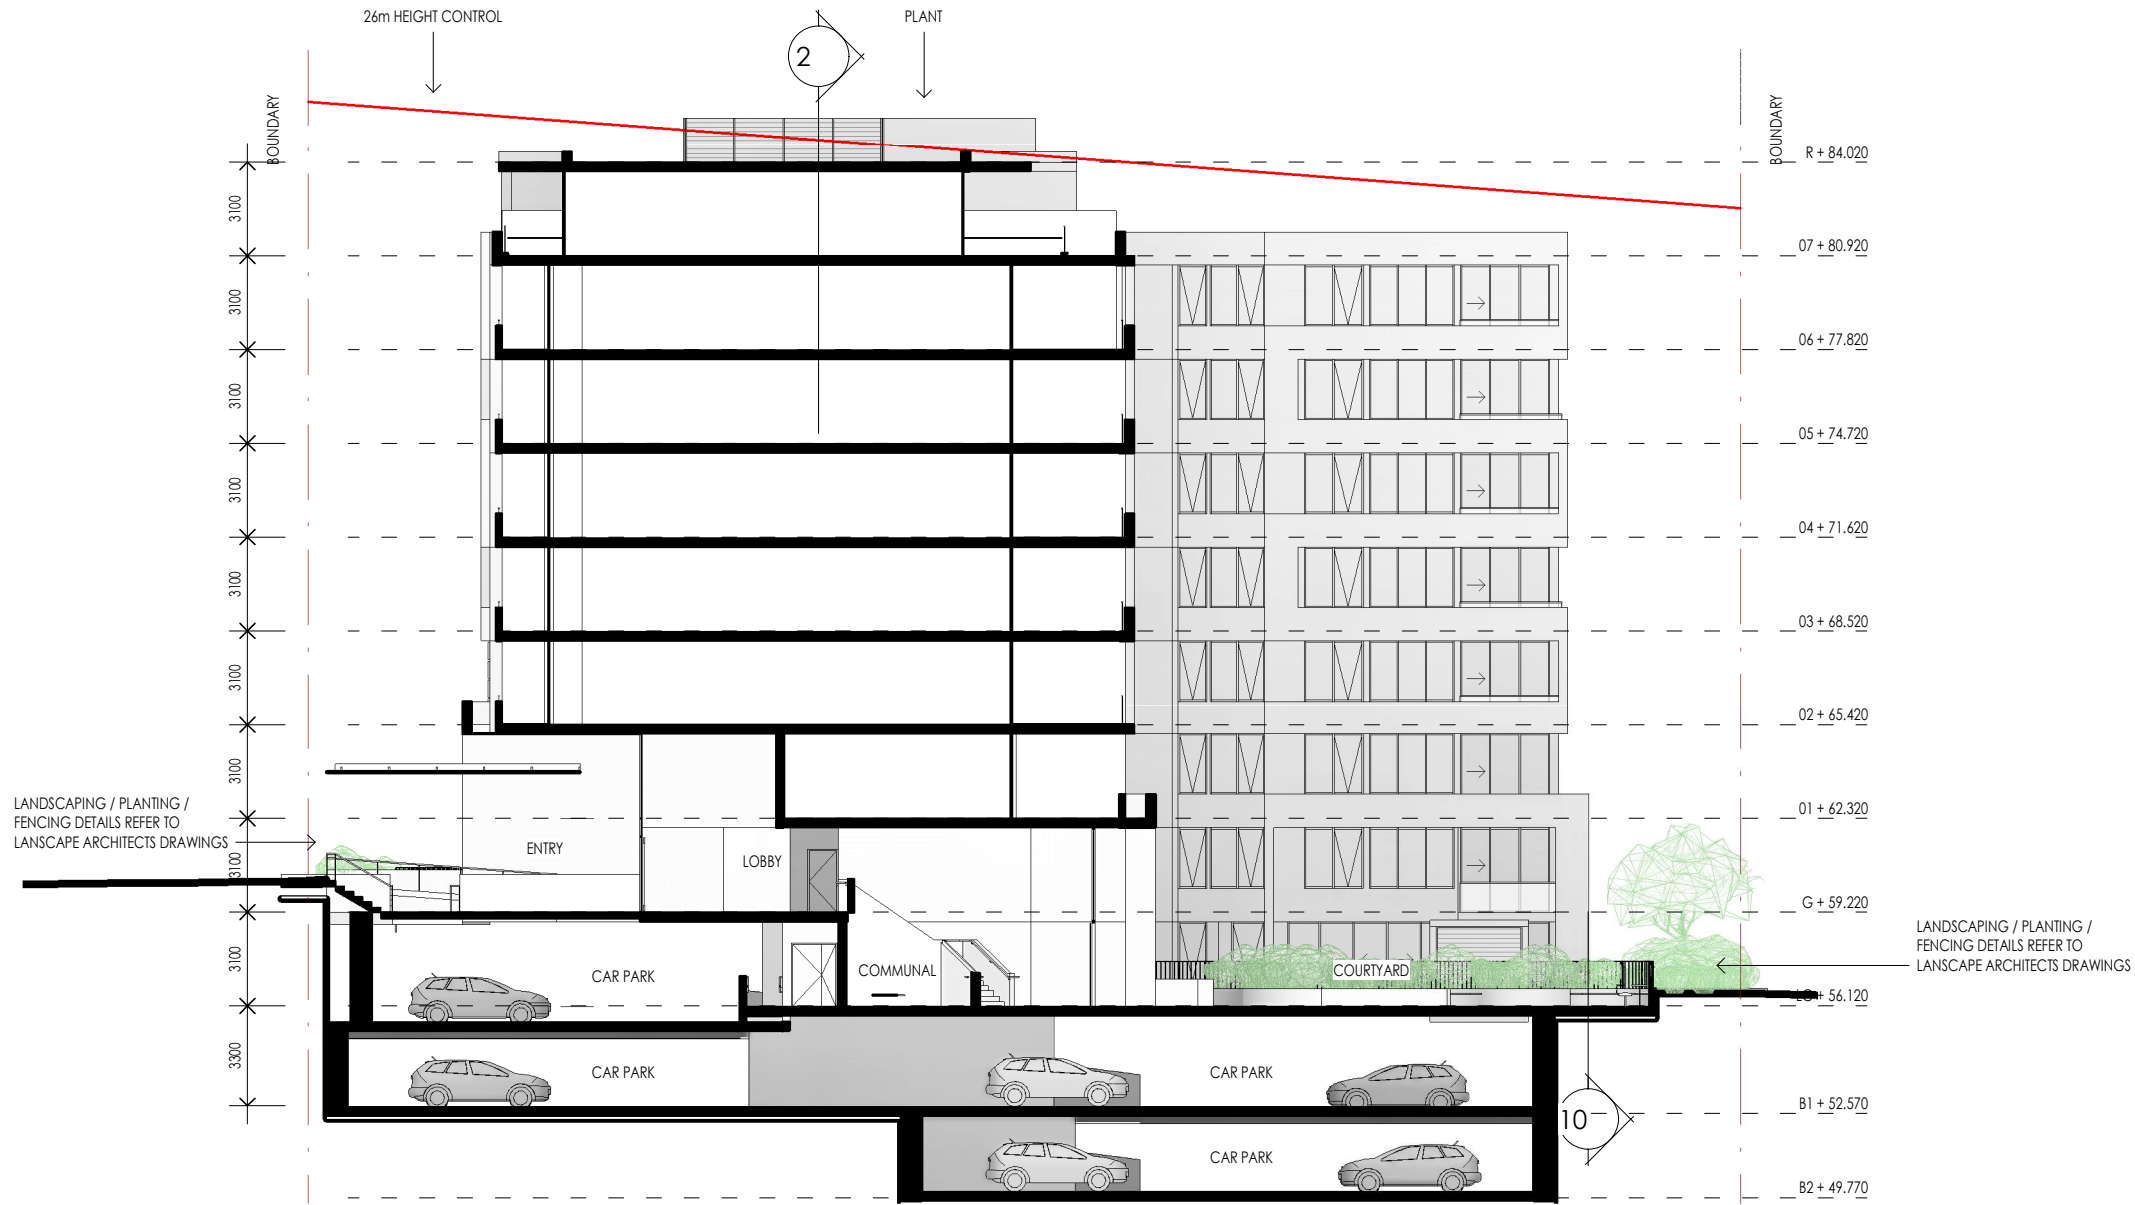 26m HEIGHT CONTROL
PLANT
2
BOUNDARY
BOUNDARY
R + 84.020
3100
07 + 80.920
3100
06 + 77.820
3100
05 + 74.720
3100
04 + 71.620
3100
03 + 68.520
3100
02 + 65.420
3100
LANDSCAPING / PLANTING /
FENCING DETAILS REFER TO
LANSCAPE ARCHITECTS DRAWINGS
01 + 62.320
3100
ENTRY
LOBBY
G + 59.220
LANDSCAPING / PLANTING /
FENCING DETAILS REFER TO
LANSCAPE ARCHITECTS DRAWINGS
3100
CAR PARK
COMMUNAL
COURTYARD
LG + 56.120
3300
CAR PARK
CAR PARK
B1 + 52.570
10
CAR PARK
B2 + 49.770